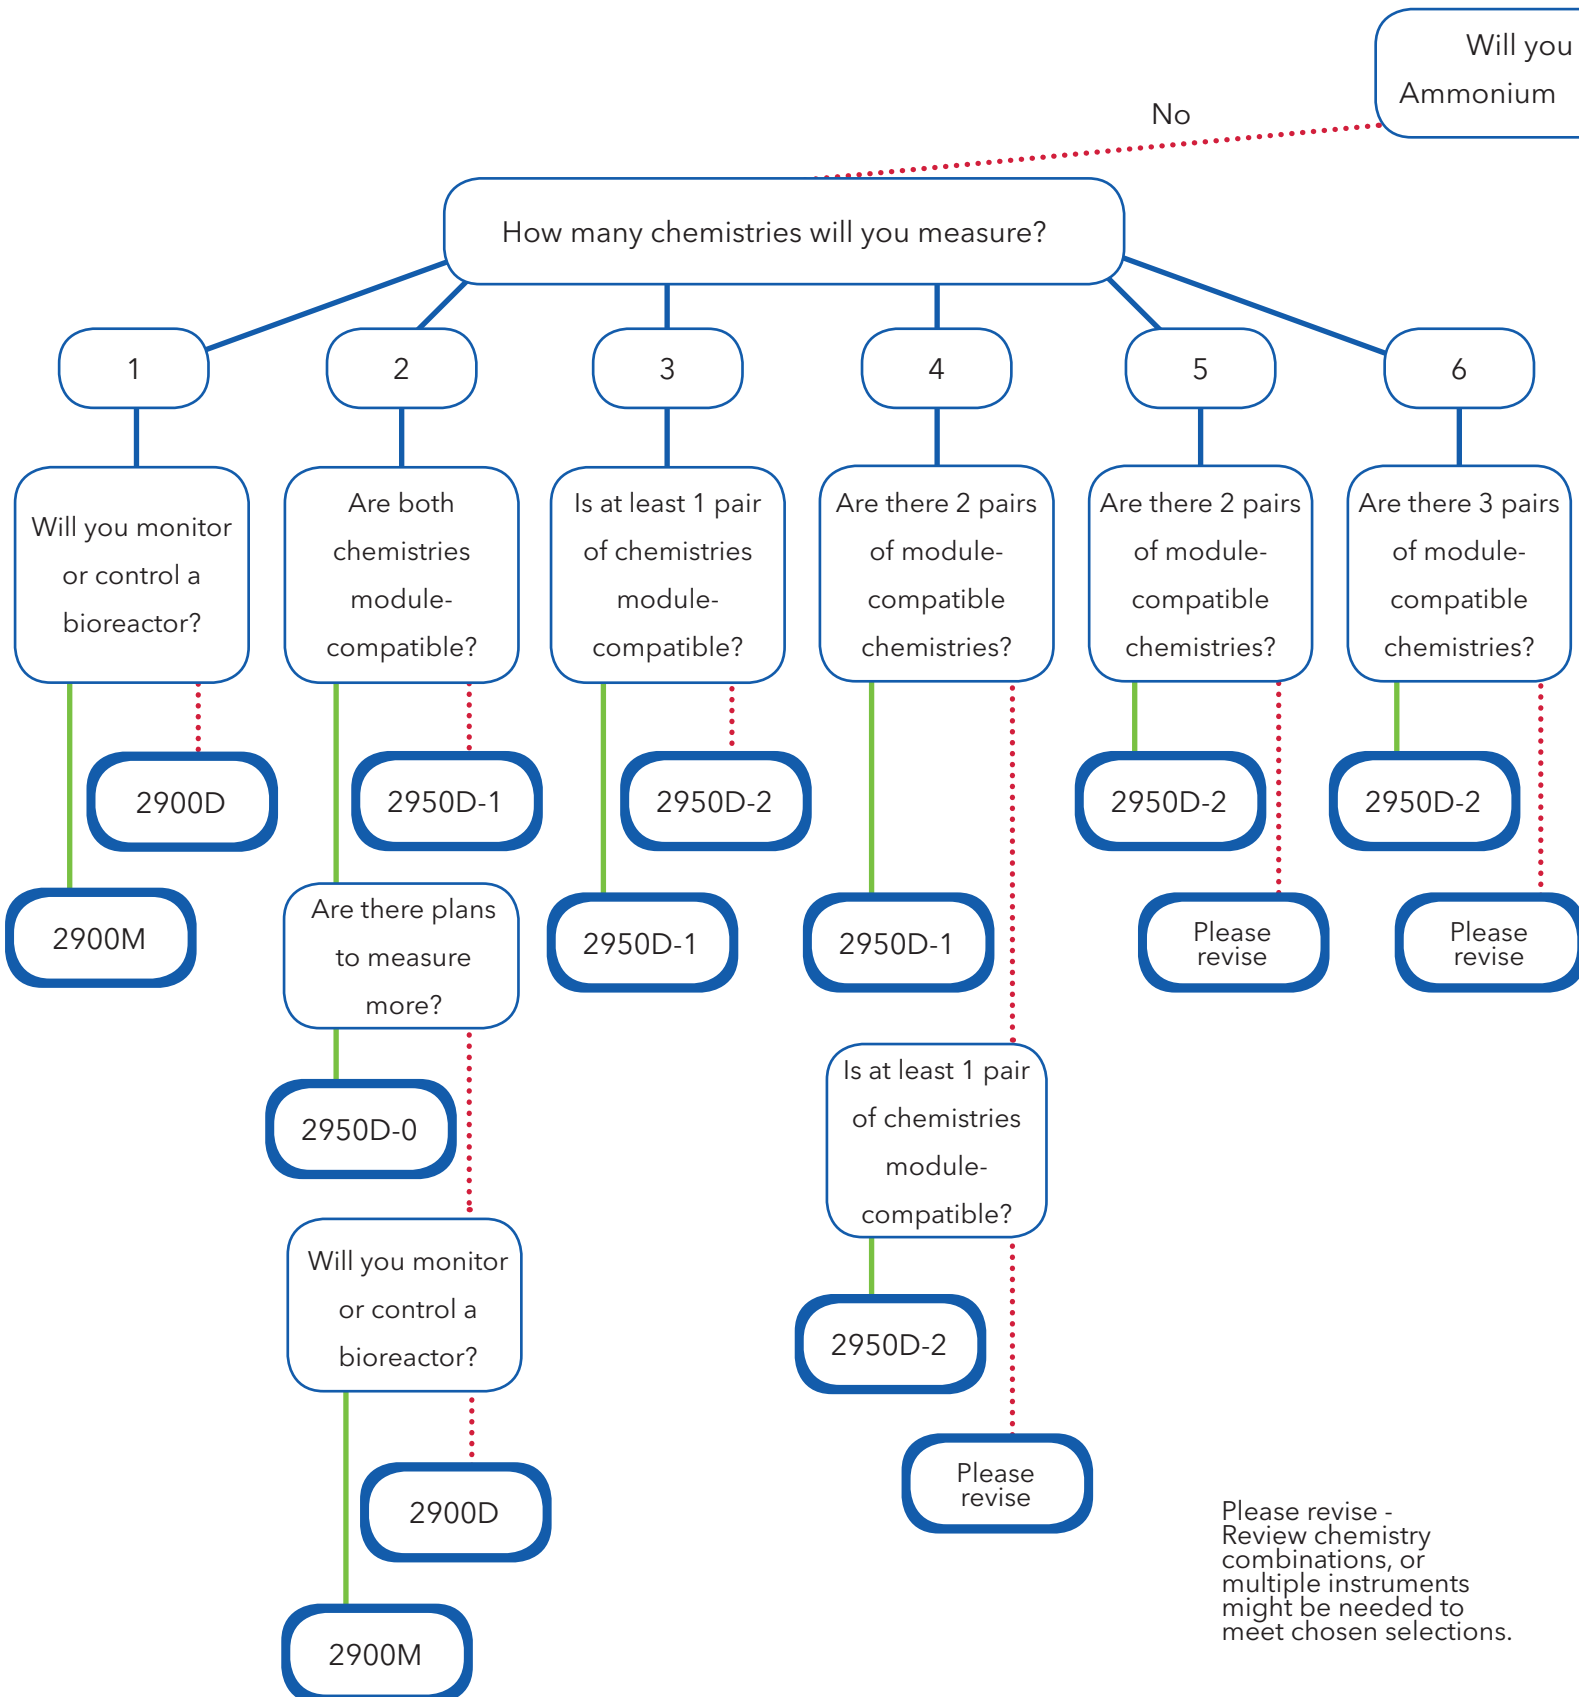 Will you
Ammonium
No
How many chemistries will you measure?
1
2
3
4
5
6
Will you monitor
or control a
bioreactor?
Are both
chemistries
module-
compatible?
Is at least 1 pair
of chemistries
module-
compatible?
Are there 2 pairs
of module-
compatible
chemistries?
Are there 2 pairs
of module-
compatible
chemistries?
Are there 3 pairs
of module-
compatible
chemistries?
2900D
2950D-1
2950D-2
2950D-2
2950D-2
2900M
Are there plans
to measure
more?
2950D-1
2950D-1
Please
revise
Please
revise
2950D-0
Is at least 1 pair
of chemistries
module-
compatible?
Will you monitor
or control a
bioreactor?
2950D-2
2900D
Please
revise
2900M
Please revise -
Review chemistry
combinations, or
multiple instruments
might be needed to
meet chosen selections.